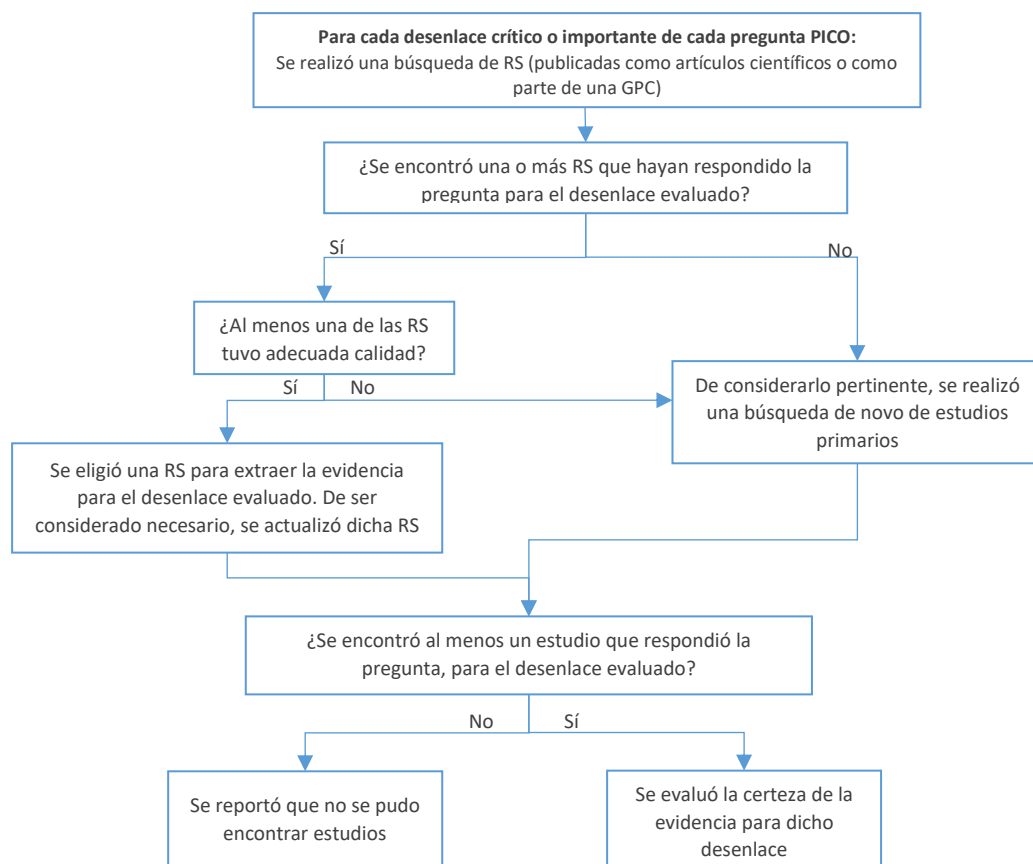 Para cada desenlace crítico o importante de cada pregunta PICO:
Se realizó una búsqueda de RS (publicadas como artículos científicos o como
parte de una GPC)
¿Se encontró una o más RS que hayan respondido la
pregunta para el desenlace evaluado?
Sí
No
¿Al menos una de las RS
tuvo adecuada calidad?
Sí
No
De considerarlo pertinente, se realizó
una búsqueda de novo de estudios
primarios
Se eligió una RS para extraer la evidencia
para el desenlace evaluado. De ser
considerado necesario, se actualizó dicha RS
¿Se encontró al menos un estudio que respondió la
pregunta, para el desenlace evaluado?
No
Sí
Se reportó que no se pudo
encontrar estudios
Se evaluó la certeza de la
evidencia para dicho
desenlace